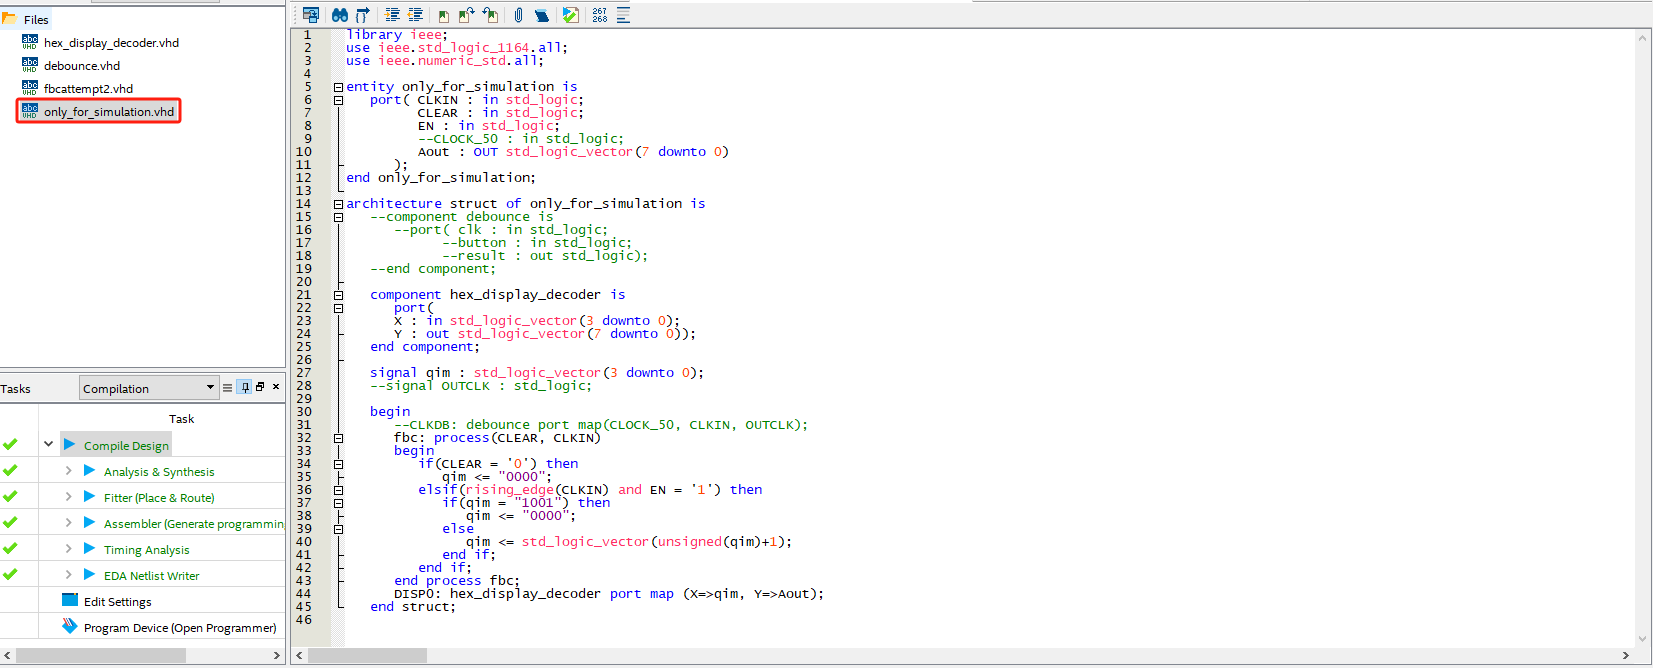 Files
hex_display_decoder.vhd
debounce.vhd
fbcattempt2.vhd
only_for_simulation.vhd
Tasks
Compilation
Task
Compile Design
Analysis & Synthesis
Fitter (Place & Route)
Assembler (Generate programmin
Timing Analysis
EDA Netlist Writer
Edit Settings
Program Device (Open Programmer)
267
268
1 library ieee;
2 use ieee.std_logic_1164.all;
3 use ieee.numeric_std.all;
4
5 entity only_for_simulation is
6 port( CLKIN : in std_logic;
7 CLEAR : in std_logic;
8 EN : in std_logic;
9 --CLOCK_50 : in std_logic;
10 Aout : OUT std_logic_vector(7 downto 0)
11 );
12 end only_for_simulation;
13
14 architecture struct of only_for_simulation is
15 --component debounce is
16 --port( clk : in std_logic;
17 --button : in std_logic;
18 --result : out std_logic);
19 --end component;
20
21 component hex_display_decoder is
22 port(
23 X : in std_logic_vector(3 downto 0);
24 Y : out std_logic_vector(7 downto 0));
25 end component;
26
27 signal qim : std_logic_vector(3 downto 0);
28 --signal OUTCLK : std_logic;
29
30 begin
31 --CLKDB: debounce port map(CLOCK_50, CLKIN, OUTCLK);
32 fbc: process(CLEAR, CLKIN)
33 begin
34 if(CLEAR = '0') then
35 qim <= "0000";
36 elsif(rising_edge(CLKIN) and EN = '1') then
37 if(qim = "1001") then
38 qim <= "0000";
39 else
40 qim <= std_logic_vector(unsigned(qim)+1);
41 end if;
42 end if;
43 end process fbc;
44 DISP0: hex_display_decoder port map (X=>qim, Y=>Aout);
45 end struct;
46